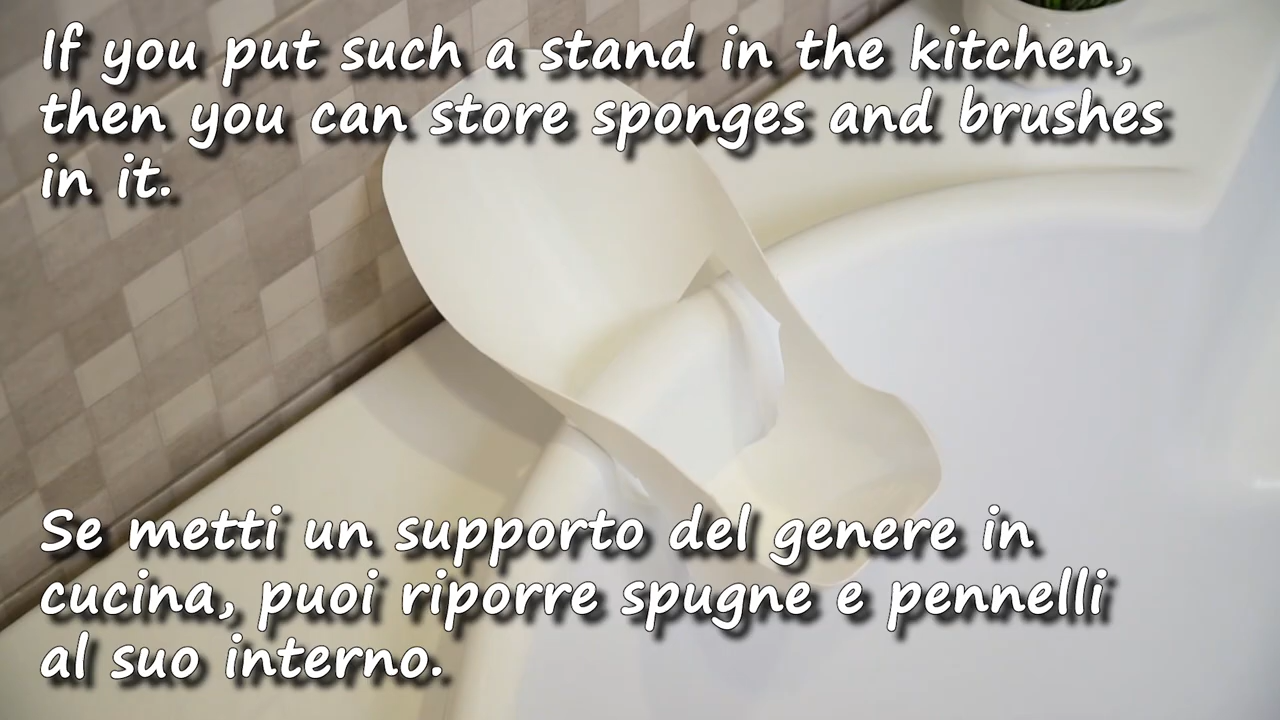 If you put such a stand in the kitchen,
then you can store sponges and brushes
in it.
Se metti un supporto del genere in
cucina, puoi riporre spugne e pennelli
al suo interno.